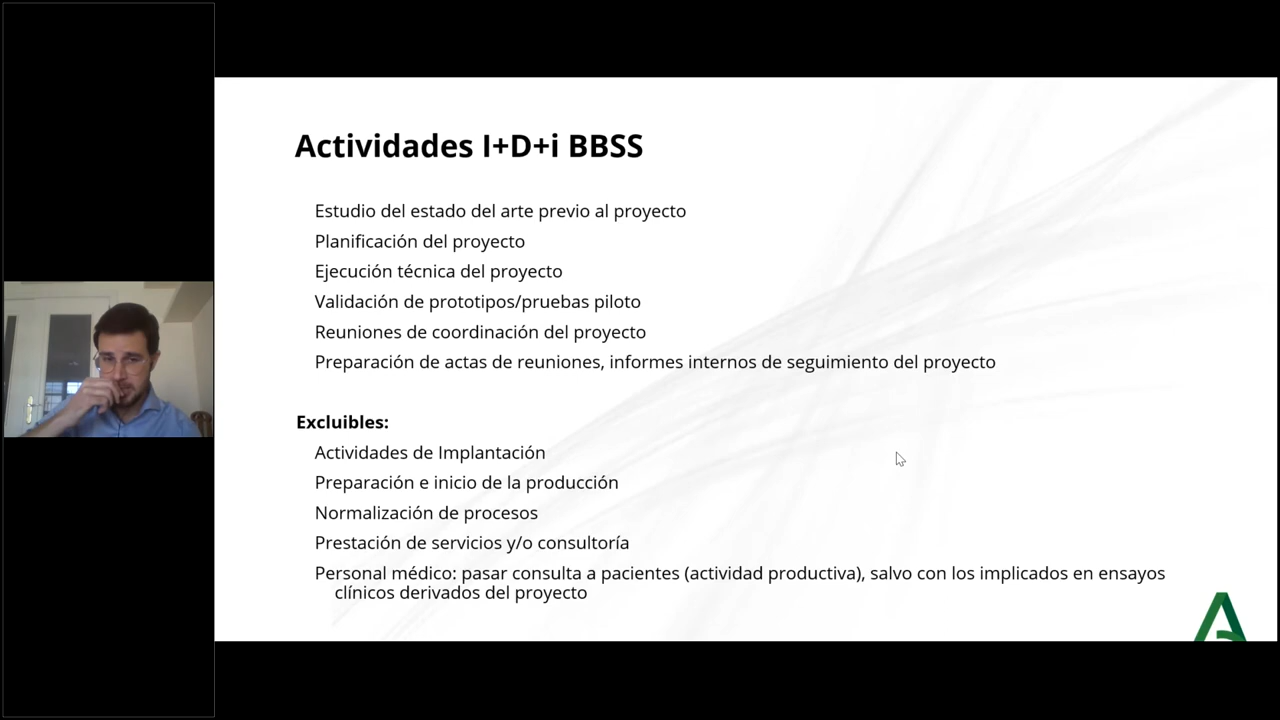 Actividades I+D+i BBSS
Estudio del estado del arte previo al proyecto
Planificación del proyecto
Ejecución técnica del proyecto
Validación de prototipos/pruebas piloto
Reuniones de coordinación del proyecto
Preparación de actas de reuniones, informes internos de seguimiento del proyecto
Excluibles:
Actividades de Implantación
Preparación e inicio de la producción
Normalización de procesos
Prestación de servicios y/o consultoría
Personal médico: pasar consulta a pacientes (actividad productiva), salvo con los implicados en ensayos
clínicos derivados del proyecto